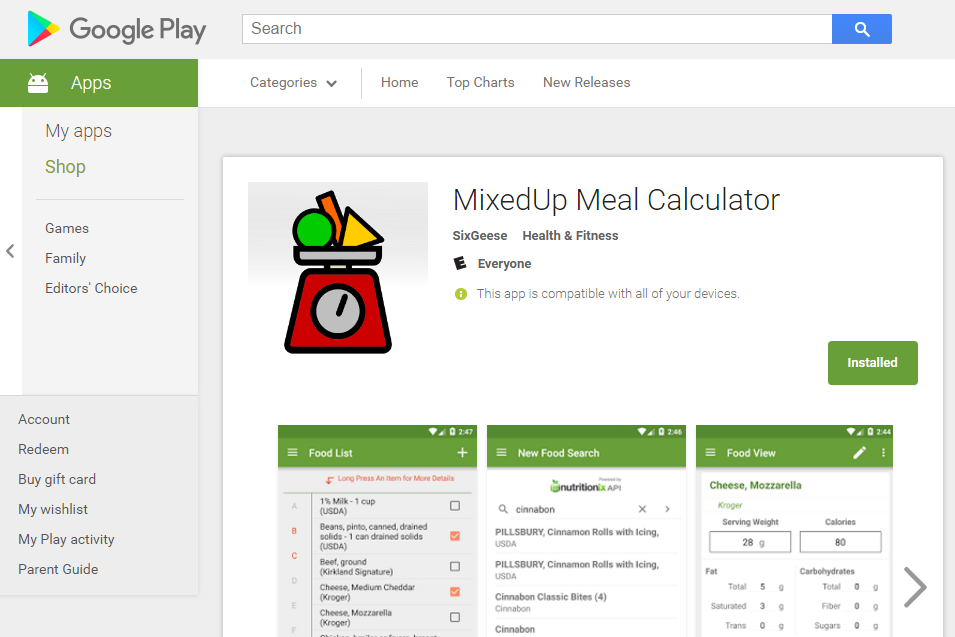 Google Play
Search
Apps
Categories
Home
Top Charts
New Releases
My apps
Shop
Games
Family
Editors' Choice
Account
Redeem
Buy gift card
My wishlist
My Play activity
Parent Guide
MixedUp Meal Calculator
SixGeese Health & Fitness
E Everyone
This app is compatible with all of your devices.
Installed
2:47
Food List
Long Press An Item for More Details
A
B
C
D
E
F
1% Milk - 1 cup
(USDA)
Beans, pinto, canned, drained
solids - 1 can drained solids
(USDA)
Beef, ground
(Kirkland Signature)
Cheese, Medium Cheddar
(Kroger)
Cheese, Mozzarella
(Kroger)
2:46
New Food Search
Powered by
nutritionix API
cinnabon
PILLSBURY, Cinnamon Rolls with Icing,
USDA
PILLSBURY, Cinnamon Rolls with Icing,
USDA
Cinnabon Classic Bites (4)
Cinnabon
Cinnabon
2:44
Food View
Cheese, Mozzarella
Kroger
Serving Weight Calories
28 g 80
Fat Carbohydrates
Total 5 g Total 0 g
Saturated 3 g Fiber 0 g
Trans 0 g Sugars 0 g